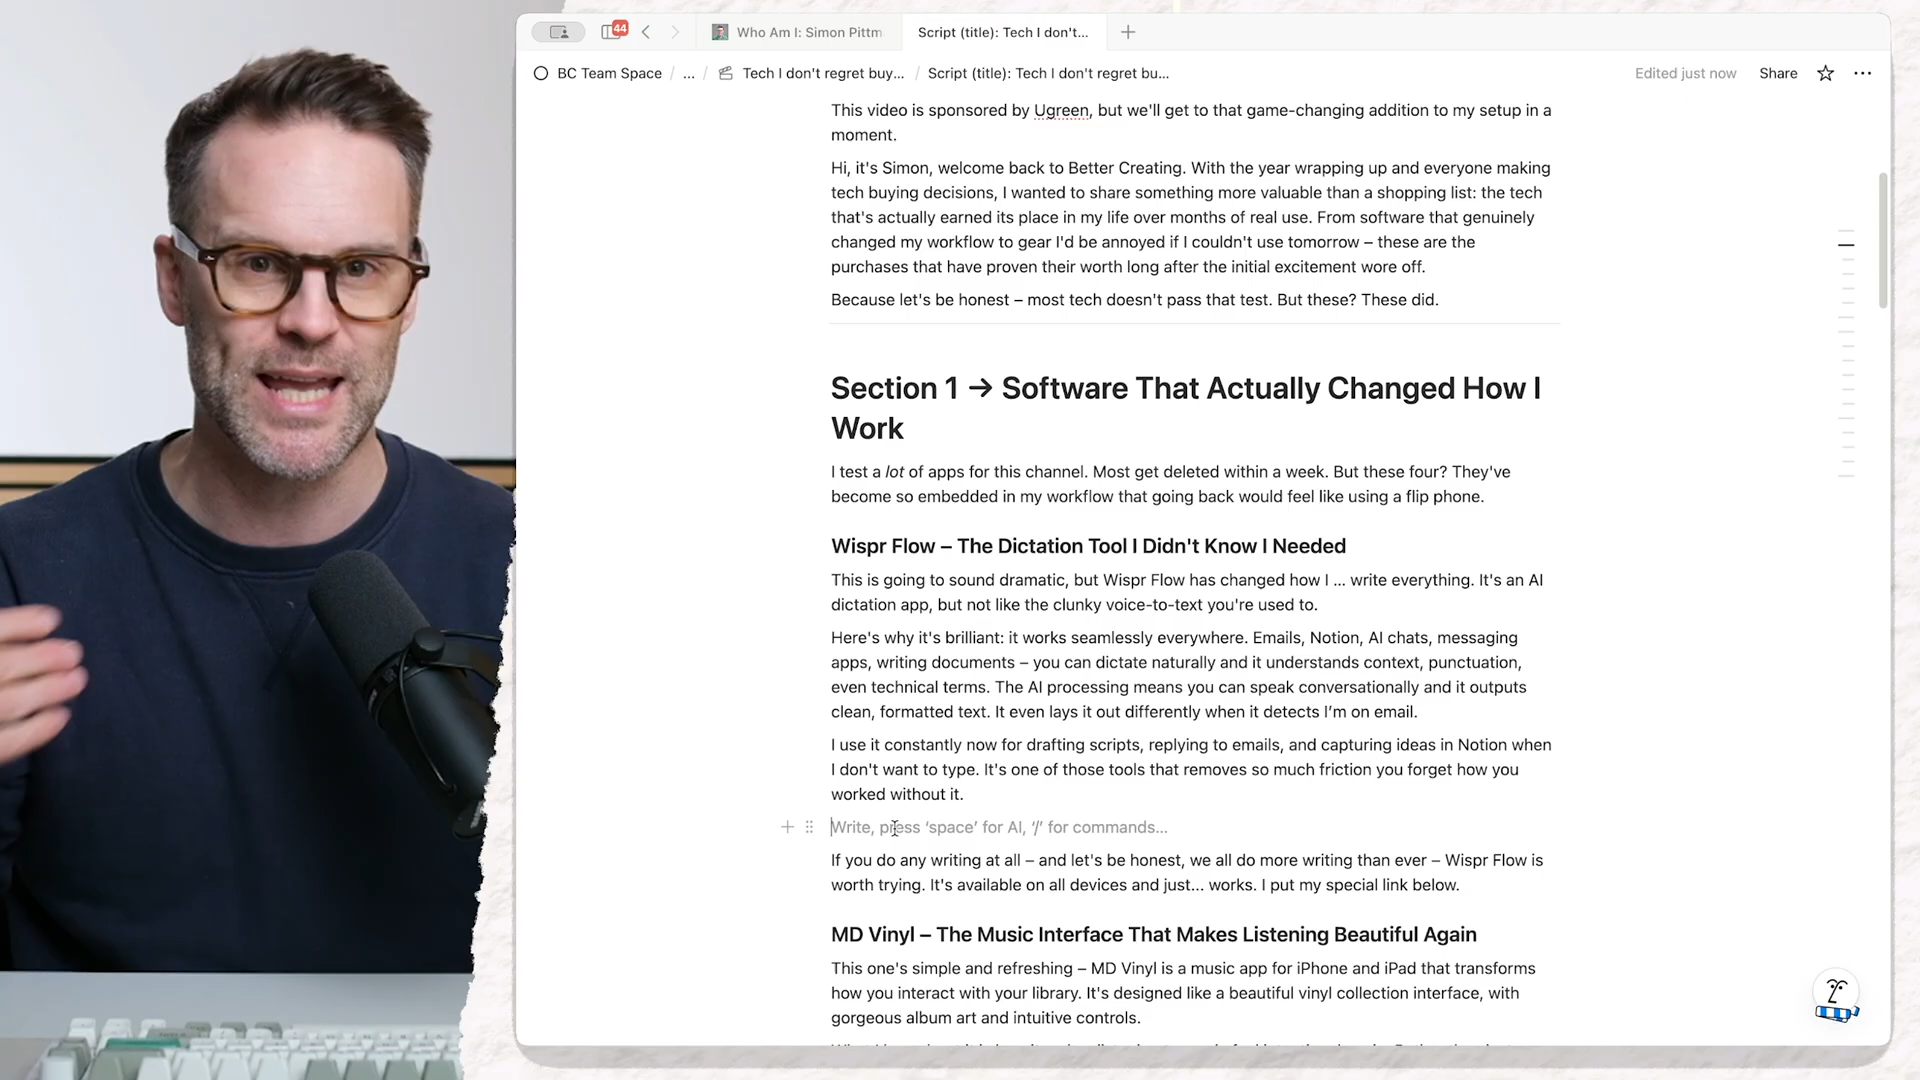 44
Who Am I: Simon Pittm
Script (title): Tech I don't...
BC Team Space / ... / Tech I don't regret buy... / Script (title): Tech I don't regret bu...
Edited just now
Share
This video is sponsored by Ugreen, but we'll get to that game-changing addition to my setup in a
moment.
Hi, it's Simon, welcome back to Better Creating. With the year wrapping up and everyone making
tech buying decisions, I wanted to share something more valuable than a shopping list: the tech
that's actually earned its place in my life over months of real use. From software that genuinely
changed my workflow to gear I'd be annoyed if I couldn't use tomorrow – these are the
purchases that have proven their worth long after the initial excitement wore off.
Because let's be honest – most tech doesn't pass that test. But these? These did.
Section 1 → Software That Actually Changed How I
Work
I test a lot of apps for this channel. Most get deleted within a week. But these four? They've
become so embedded in my workflow that going back would feel like using a flip phone.
Wispr Flow – The Dictation Tool I Didn't Know I Needed
This is going to sound dramatic, but Wispr Flow has changed how I ... write everything. It's an AI
dictation app, but not like the clunky voice-to-text you're used to.
Here's why it's brilliant: it works seamlessly everywhere. Emails, Notion, AI chats, messaging
apps, writing documents – you can dictate naturally and it understands context, punctuation,
even technical terms. The AI processing means you can speak conversationally and it outputs
clean, formatted text. It even lays it out differently when it detects I'm on email.
I use it constantly now for drafting scripts, replying to emails, and capturing ideas in Notion when
I don't want to type. It's one of those tools that removes so much friction you forget how you
worked without it.
Write, press ‘space’ for AI, ‘/’ for commands...
If you do any writing at all – and let's be honest, we all do more writing than ever – Wispr Flow is
worth trying. It's available on all devices and just... works. I put my special link below.
MD Vinyl – The Music Interface That Makes Listening Beautiful Again
This one's simple and refreshing – MD Vinyl is a music app for iPhone and iPad that transforms
how you interact with your library. It's designed like a beautiful vinyl collection interface, with
gorgeous album art and intuitive controls.